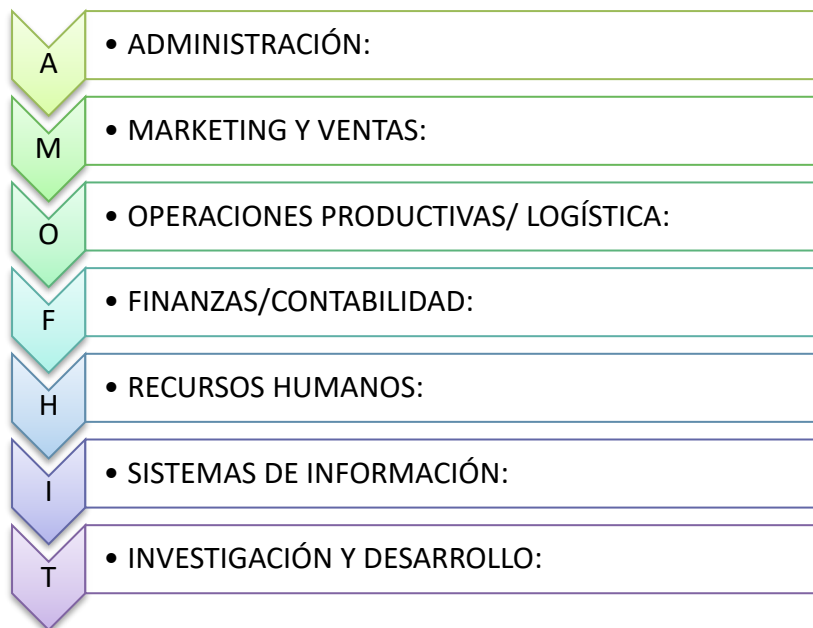 A
• ADMINISTRACIÓN:
M
• MARKETING Y VENTAS:
O
• OPERACIONES PRODUCTIVAS/ LOGÍSTICA:
F
• FINANZAS/CONTABILIDAD:
H
• RECURSOS HUMANOS:
I
• SISTEMAS DE INFORMACIÓN:
T
• INVESTIGACIÓN Y DESARROLLO: